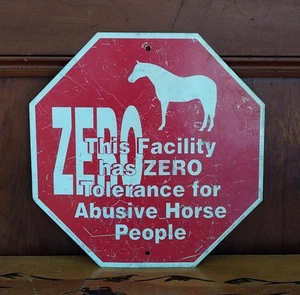 ZERO
This Facility
has ZERO
Tolerance for
Abusive Horse
People